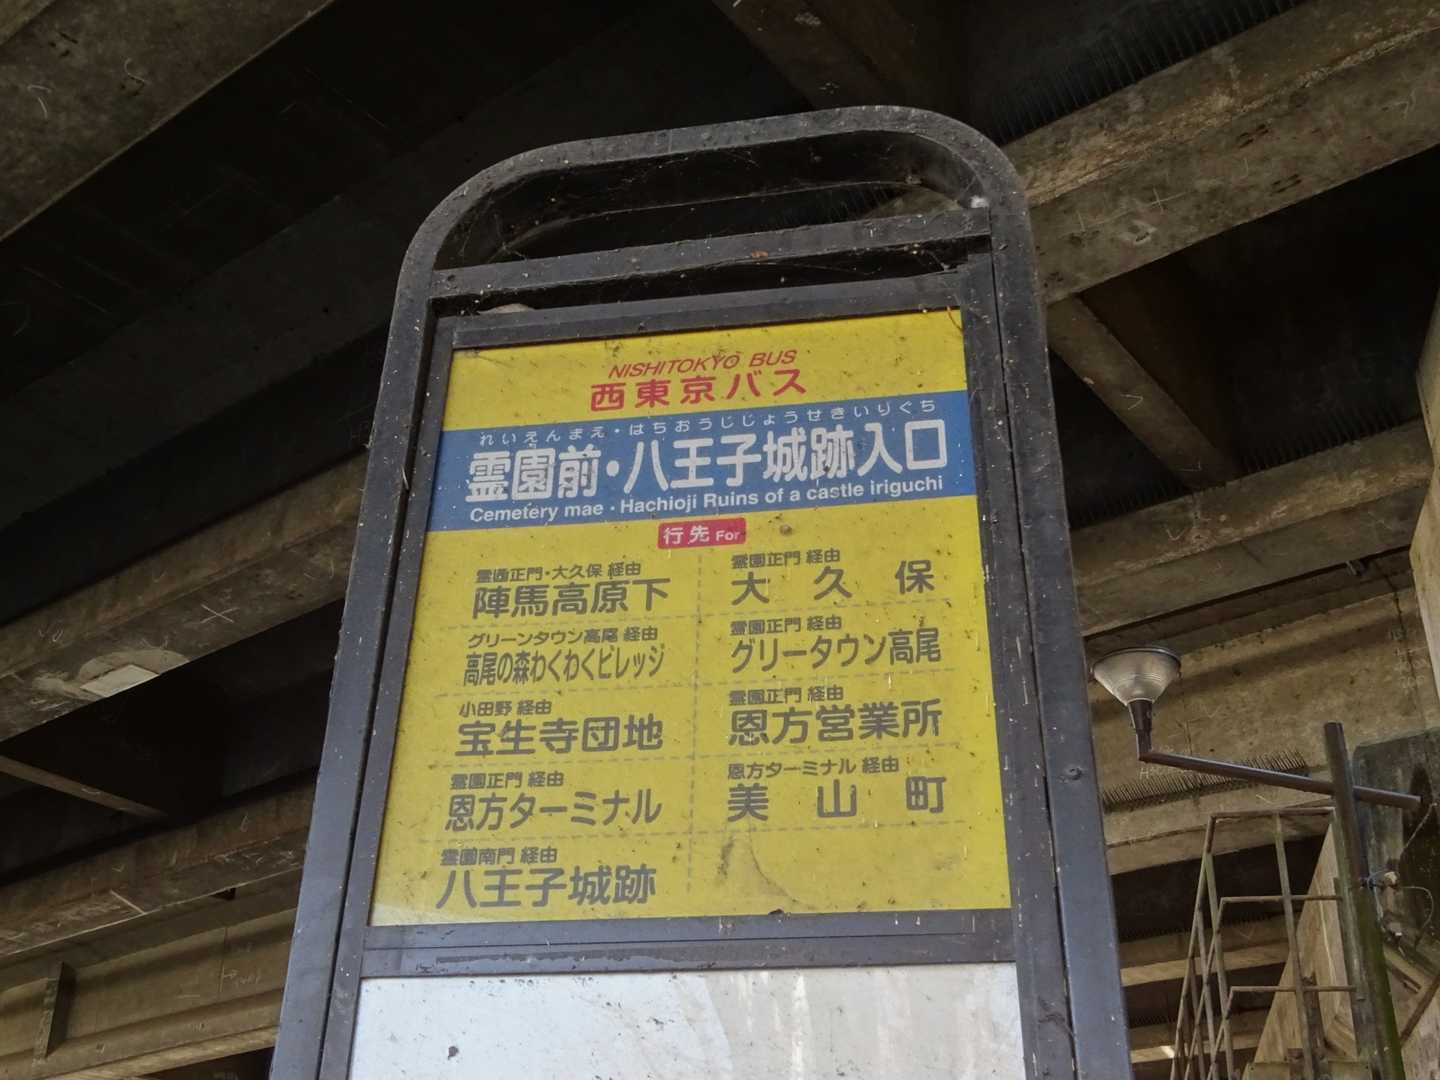 NISHITOKYO BUS
西東京バス
れいえんまえ・はちおうじじょうせきいりぐち
霊園前・八王子城跡入口
Cemetery mae・Hachioji Ruins of a castle iriguchi
行先 For
霊園正門・大久保 経由
陣馬高原下
グリーンタウン高尾 経由
高尾の森わくわくビレッジ
小田野 経由
宝生寺団地
霊園正門 経由
恩方ターミナル
霊園南門 経由
八王子城跡
霊園正門 経由
大久保
霊園正門 経由
グリータウン高尾
霊園正門 経由
恩方営業所
恩方ターミナル 経由
美山町